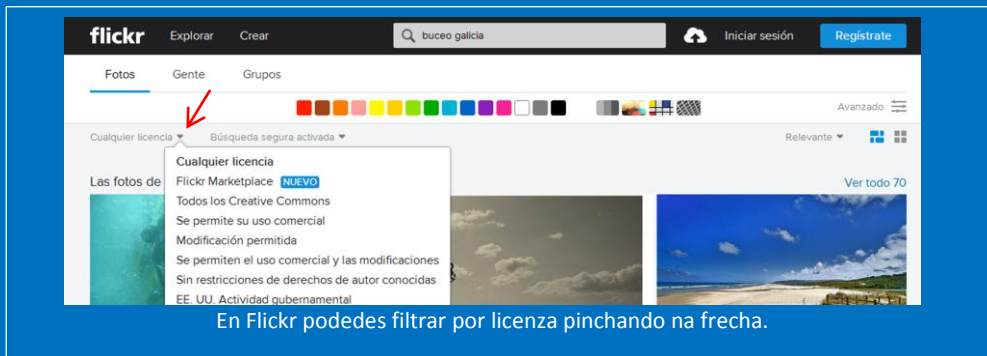 flickr Explorar Crear buceo galicia Iniciar sesión Regístrate
Fotos Gente Grupos
Avanzado
Cualquier licencia Búsqueda segura activada Relevante
Cualquier licencia
Las fotos de Flickr Marketplace NUEVO Ver todo 70
Todos los Creative Commons
Se permite su uso comercial
Modificación permitida
Se permiten el uso comercial y las modificaciones
Sin restricciones de derechos de autor conocidas
EE. UU. Actividad gubernamental
En Flickr podedes filtrar por licenza pinchando na frecha.